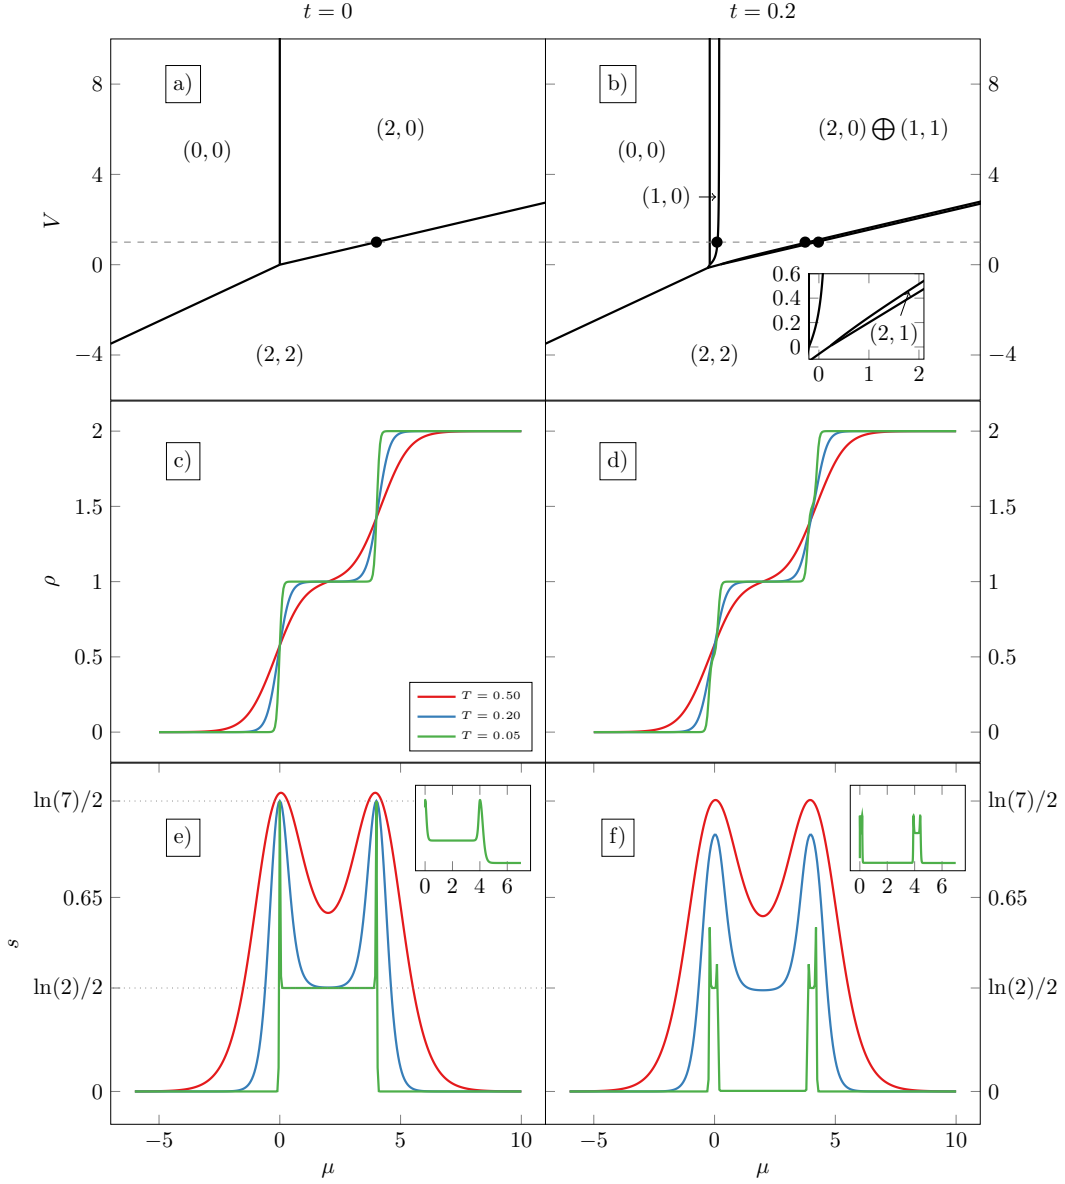 t = 0
t = 0.2
a)
b)
8
8
(2, 0)
(2, 0) ⨁ (1, 1)
(0, 0)
(0, 0)
4
4
(1, 0)
V
0
0
0.6
0.4
0.2
0
(2, 1)
0 1 2
(2, 2)
(2, 2)
−4
−4
c)
d)
2
2
1.5
1.5
ρ
1
1
0.5
0.5
T = 0.50
T = 0.20
T = 0.05
0
0
e)
f)
ln(7)/2
ln(7)/2
0 2 4 6
0 2 4 6
0.65
0.65
s
ln(2)/2
ln(2)/2
0
0
−5 0 5 10
−5 0 5 10
μ
μ